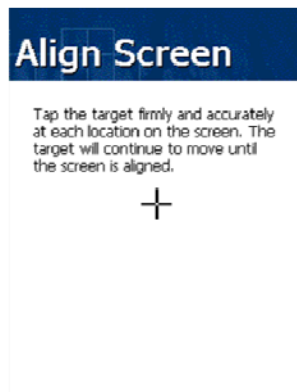 Align Screen
Tap the target firmly and accurately
at each location on the screen. The
target will continue to move until
the screen is aligned.